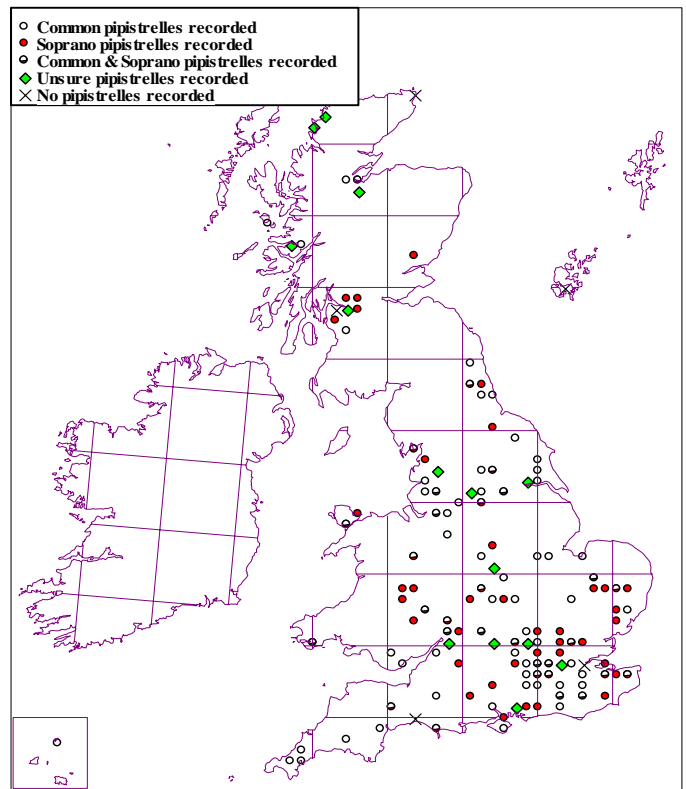 Common pipistrelles recorded
Soprano pipistrelles recorded
Common & Soprano pipistrelles recorded
Unsure pipistrelles recorded
No pipistrelles recorded